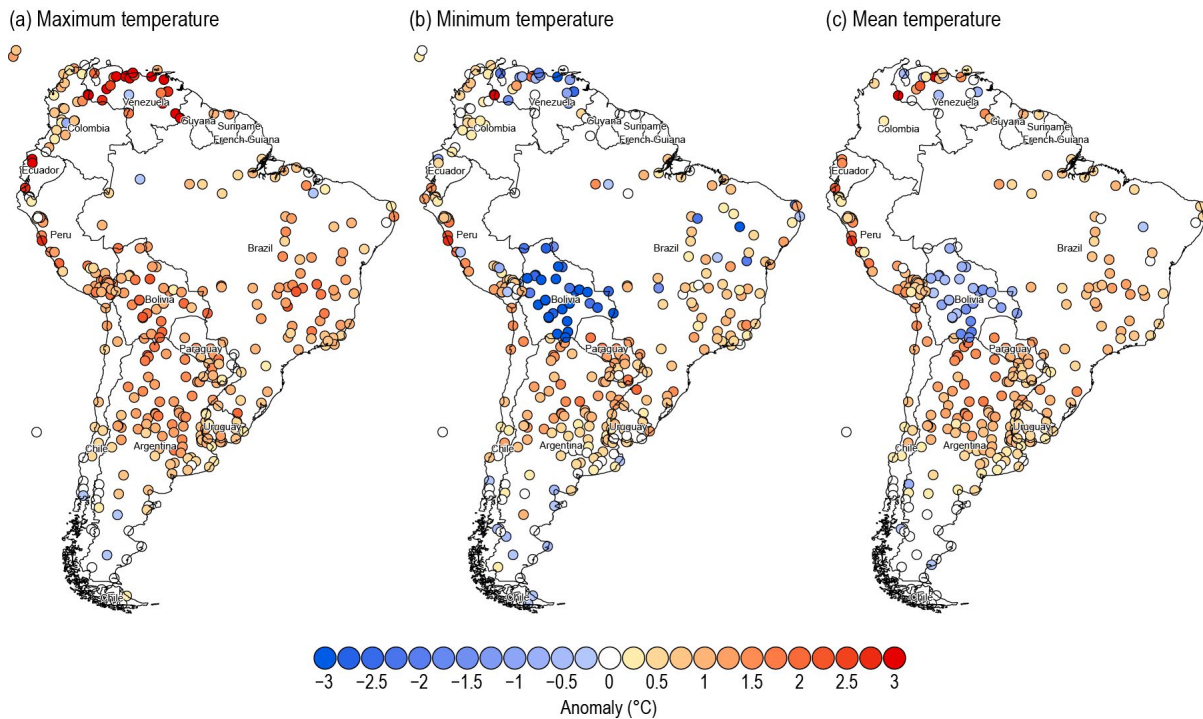 (a) Maximum temperature
(b) Minimum temperature
(c) Mean temperature
Venezuela
Guyana
Suriname
French Guiana
Colombia
Ecuador
Peru
Brazil
Bolivia
Paraguay
Uruguay
Argentina
Chile
Chile
Venezuela
Guyana
Suriname
French Guiana
Colombia
Ecuador
Peru
Brazil
Bolivia
Paraguay
Uruguay
Argentina
Chile
Chile
Venezuela
Guyana
Suriname
French Guiana
Colombia
Ecuador
Peru
Brazil
Bolivia
Paraguay
Uruguay
Argentina
Chile
Chile
−3 −2.5 −2 −1.5 −1 −0.5 0 0.5 1 1.5 2 2.5 3
Anomaly (°C)